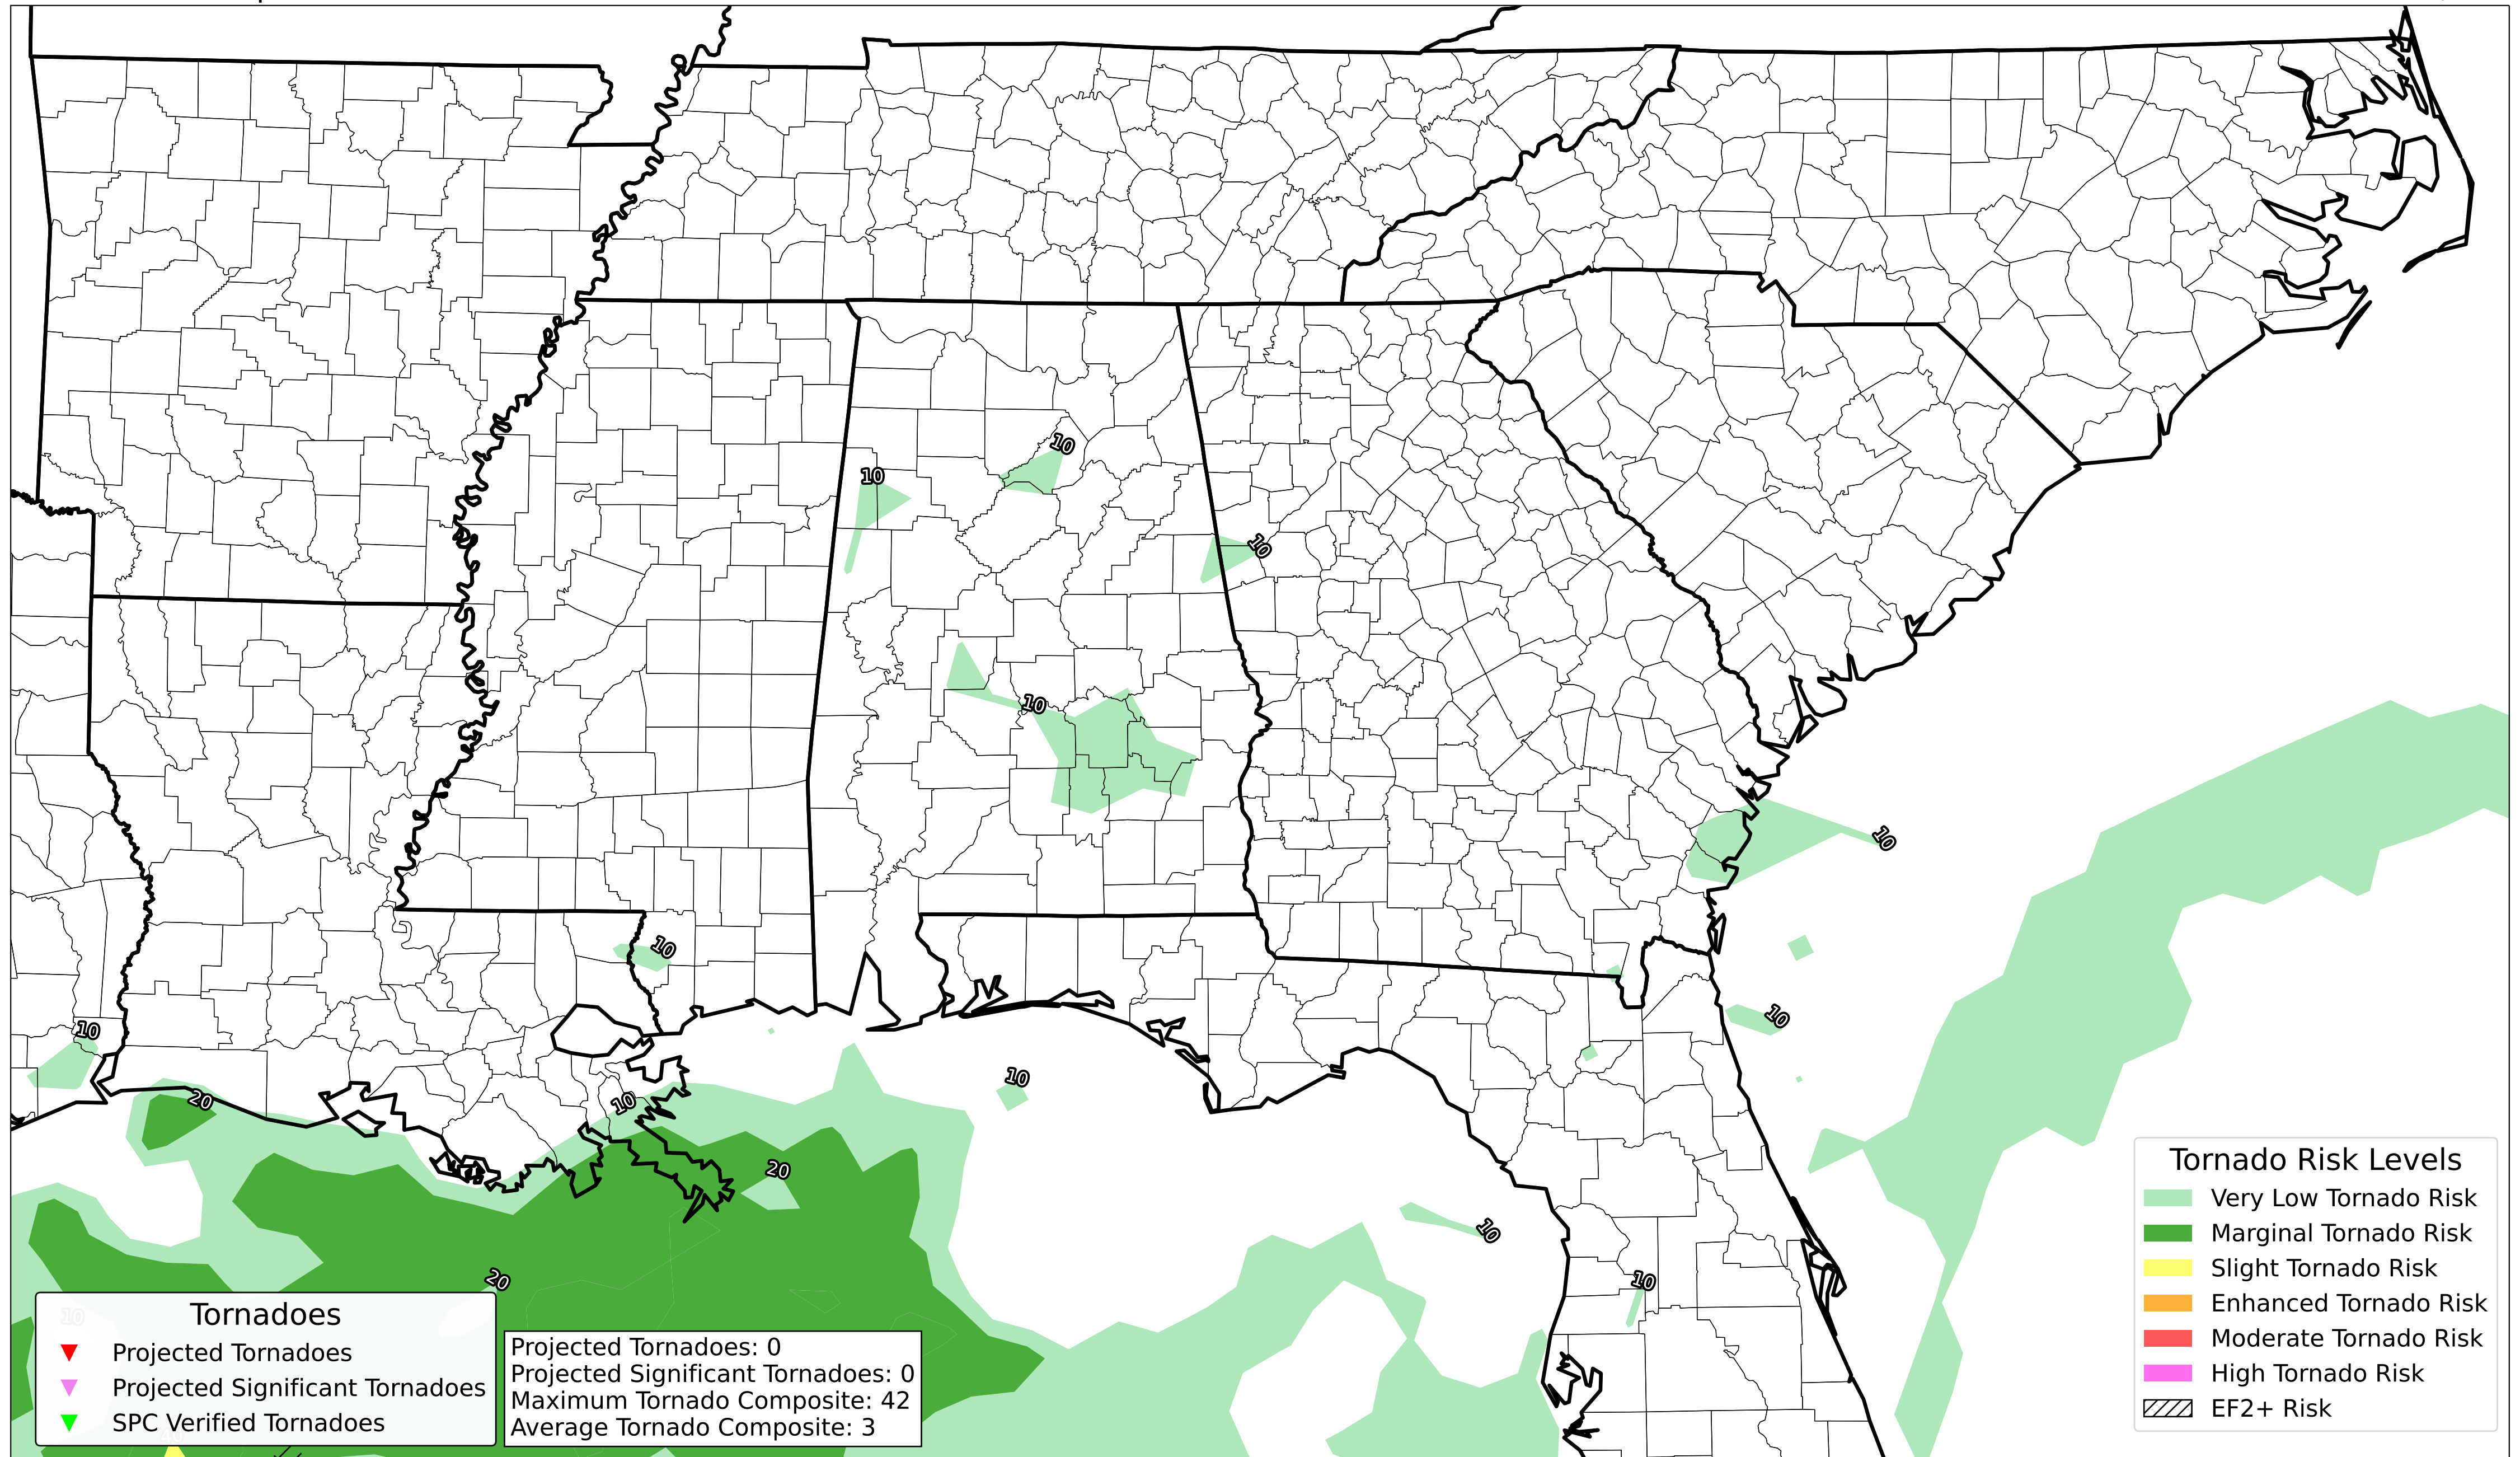 10
10
10
10
10
10
10
10
20
10
10
20
10
10
20
10
Tornado Risk Levels
Very Low Tornado Risk
Marginal Tornado Risk
Slight Tornado Risk
Enhanced Tornado Risk
Moderate Tornado Risk
High Tornado Risk
EF2+ Risk
Tornadoes
Projected Tornadoes
Projected Significant Tornadoes
SPC Verified Tornadoes
Projected Tornadoes: 0
Projected Significant Tornadoes: 0
Maximum Tornado Composite: 42
Average Tornado Composite: 3